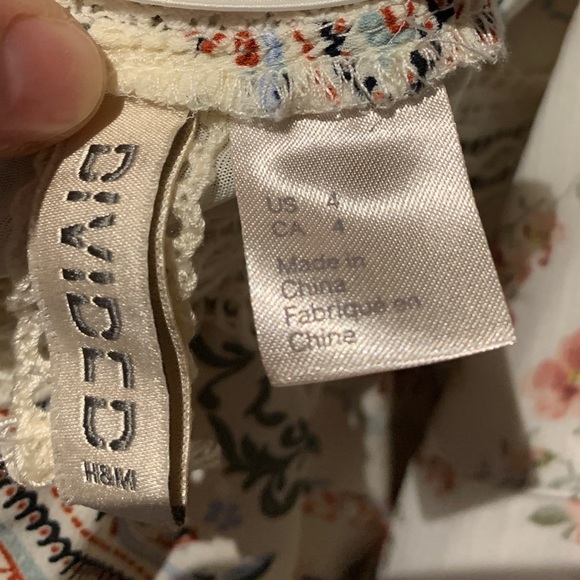 DIVIDED
H&M
US 4
CA 4
Made in
China
Fabriqué en
Chine